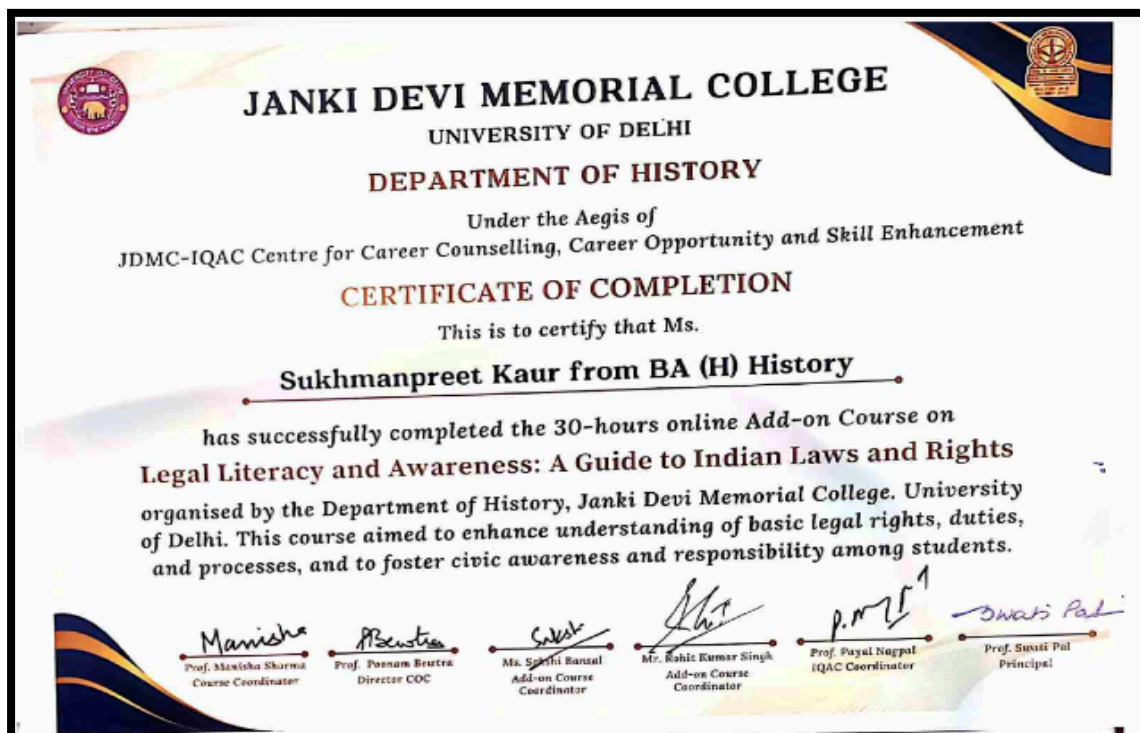 JANKI DEVI MEMORIAL COLLEGE
UNIVERSITY OF DELHI
DEPARTMENT OF HISTORY
Under the Aegis of
JDMC-IQAC Centre for Career Counselling, Career Opportunity and Skill Enhancement
CERTIFICATE OF COMPLETION
This is to certify that Ms.
Sukhmanpreet Kaur from BA (H) History
has successfully completed the 30-hours online Add-on Course on
Legal Literacy and Awareness: A Guide to Indian Laws and Rights
organised by the Department of History, Janki Devi Memorial College. University
of Delhi. This course aimed to enhance understanding of basic legal rights, duties,
and processes, and to foster civic awareness and responsibility among students.
Manisha
Swati Pal
Prof. Manisha Sharma
Course Coordinator
Prof. Poonam Beutra
Director COC
Ms. Sakshi Bansal
Add-on Course
Coordinator
Mr. Rohit Kumar Singh
Add-on Course
Coordinator
Prof. Payal Nagpal
IQAC Coordinator
Prof. Swati Pal
Principal